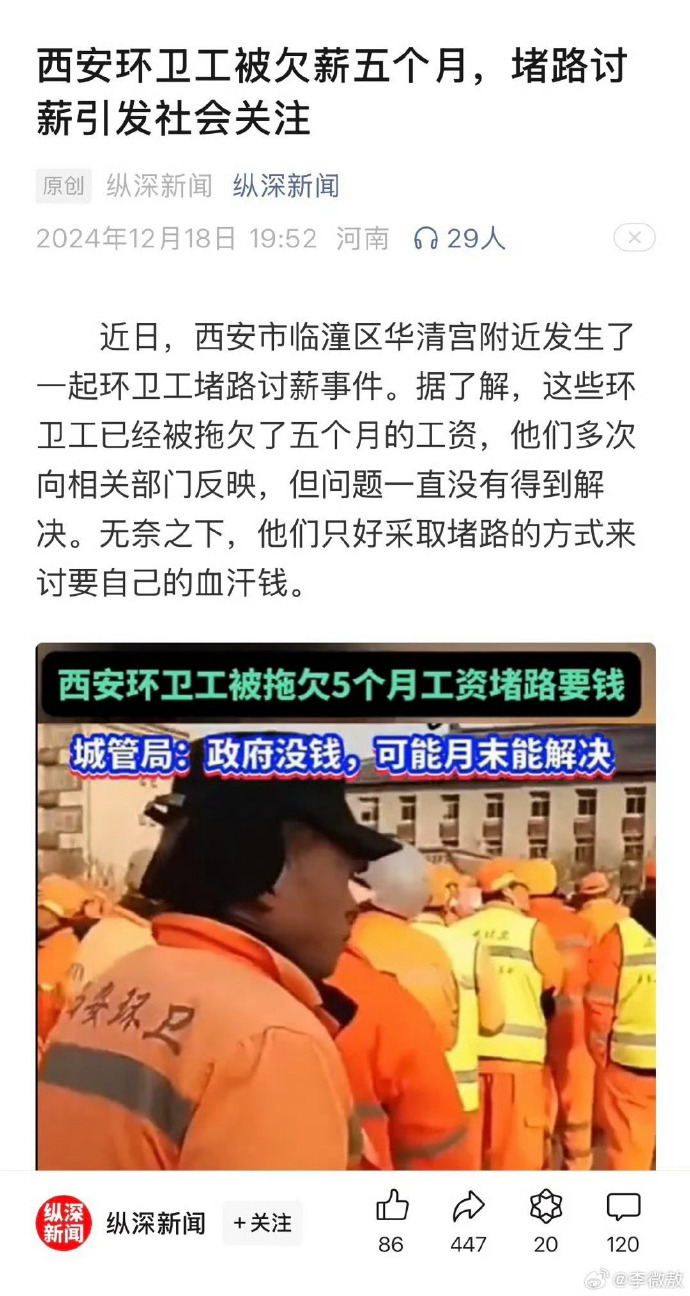 西安环卫工被欠薪五个月，堵路讨
薪引发社会关注
原创 纵深新闻 纵深新闻
2024年12月18日 19:52 河南 29人
近日，西安市临潼区华清宫附近发生了
一起环卫工堵路讨薪事件。据了解，这些环
卫工已经被拖欠了五个月的工资，他们多次
向相关部门反映，但问题一直没有得到解
决。无奈之下，他们只好采取堵路的方式来
讨要自己的血汗钱。
西安环卫工被拖欠5个月工资堵路要钱
城管局：政府没钱，可能月末能解决
西安环卫
纵深
新闻
纵深新闻 +关注
86 447 20 120
@李微敖